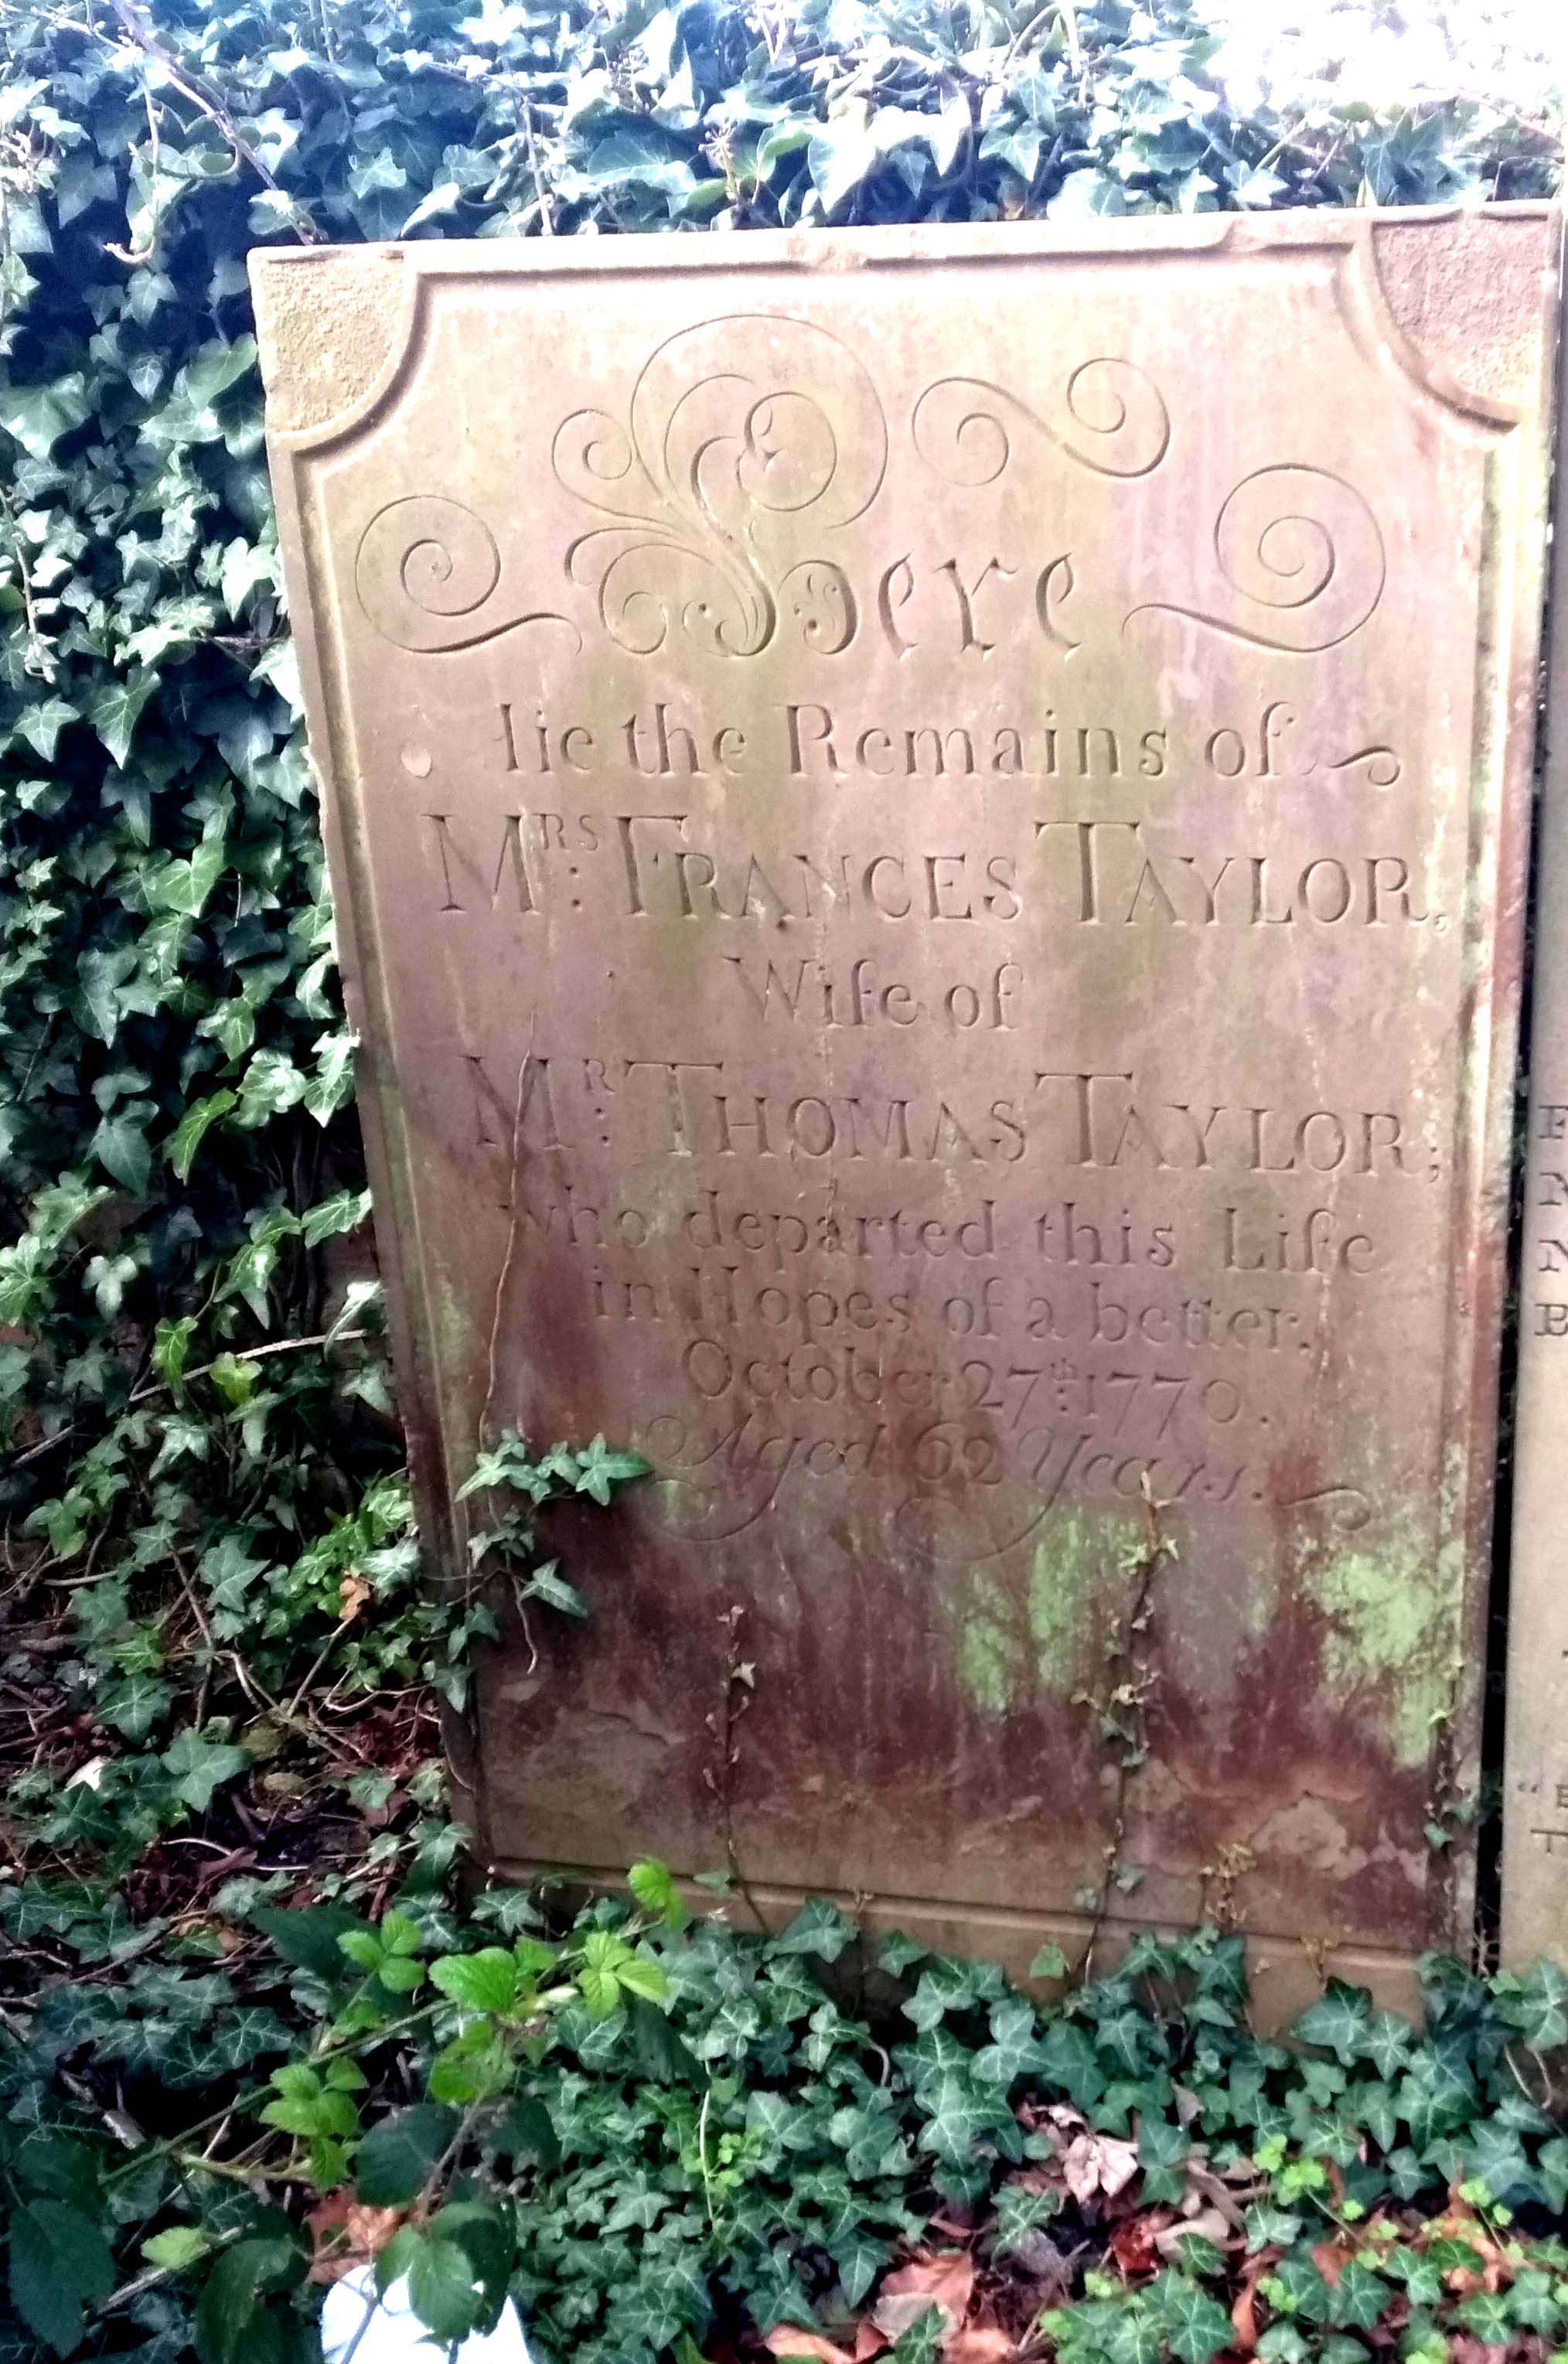 Here
lie the Remains of
MRS: FRANCES TAYLOR,
Wife of
MR: THOMAS TAYLOR;
who departed this Life
in Hopes of a better.
October 27th: 1770.
Aged 62 Years.